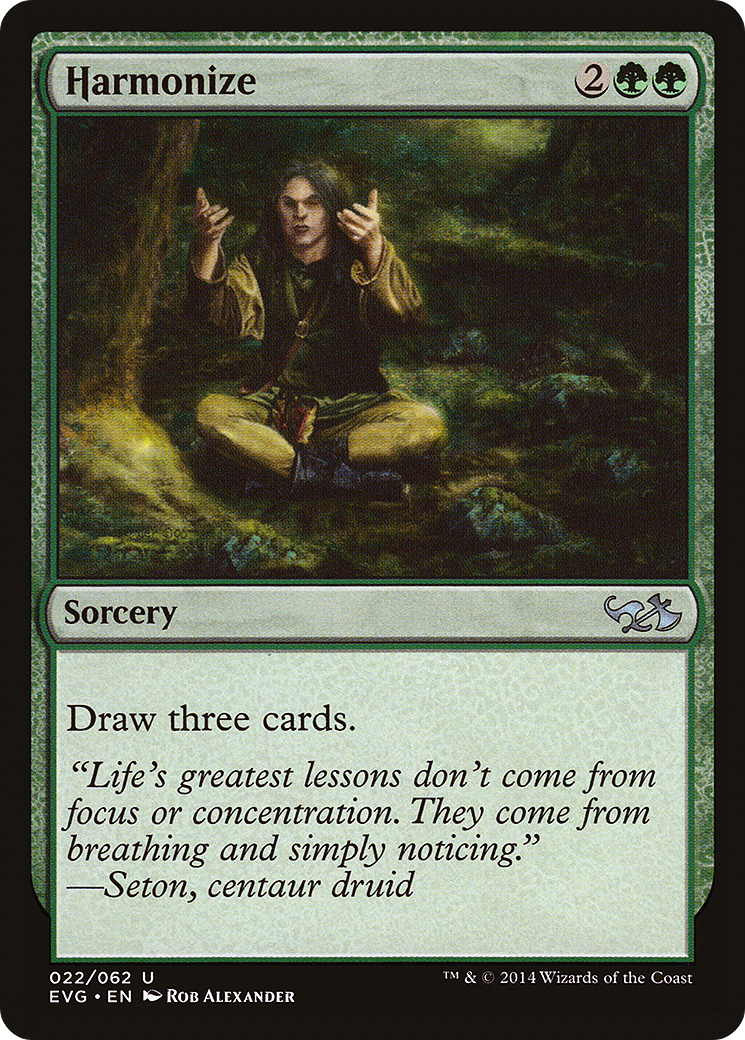 Harmonize 2
Sorcery
Draw three cards.
“Life’s greatest lessons don’t come from
focus or concentration. They come from
breathing and simply noticing.”
—Seton, centaur druid
022/062 U
EVG • EN Rob Alexander
™ & © 2014 Wizards of the Coast